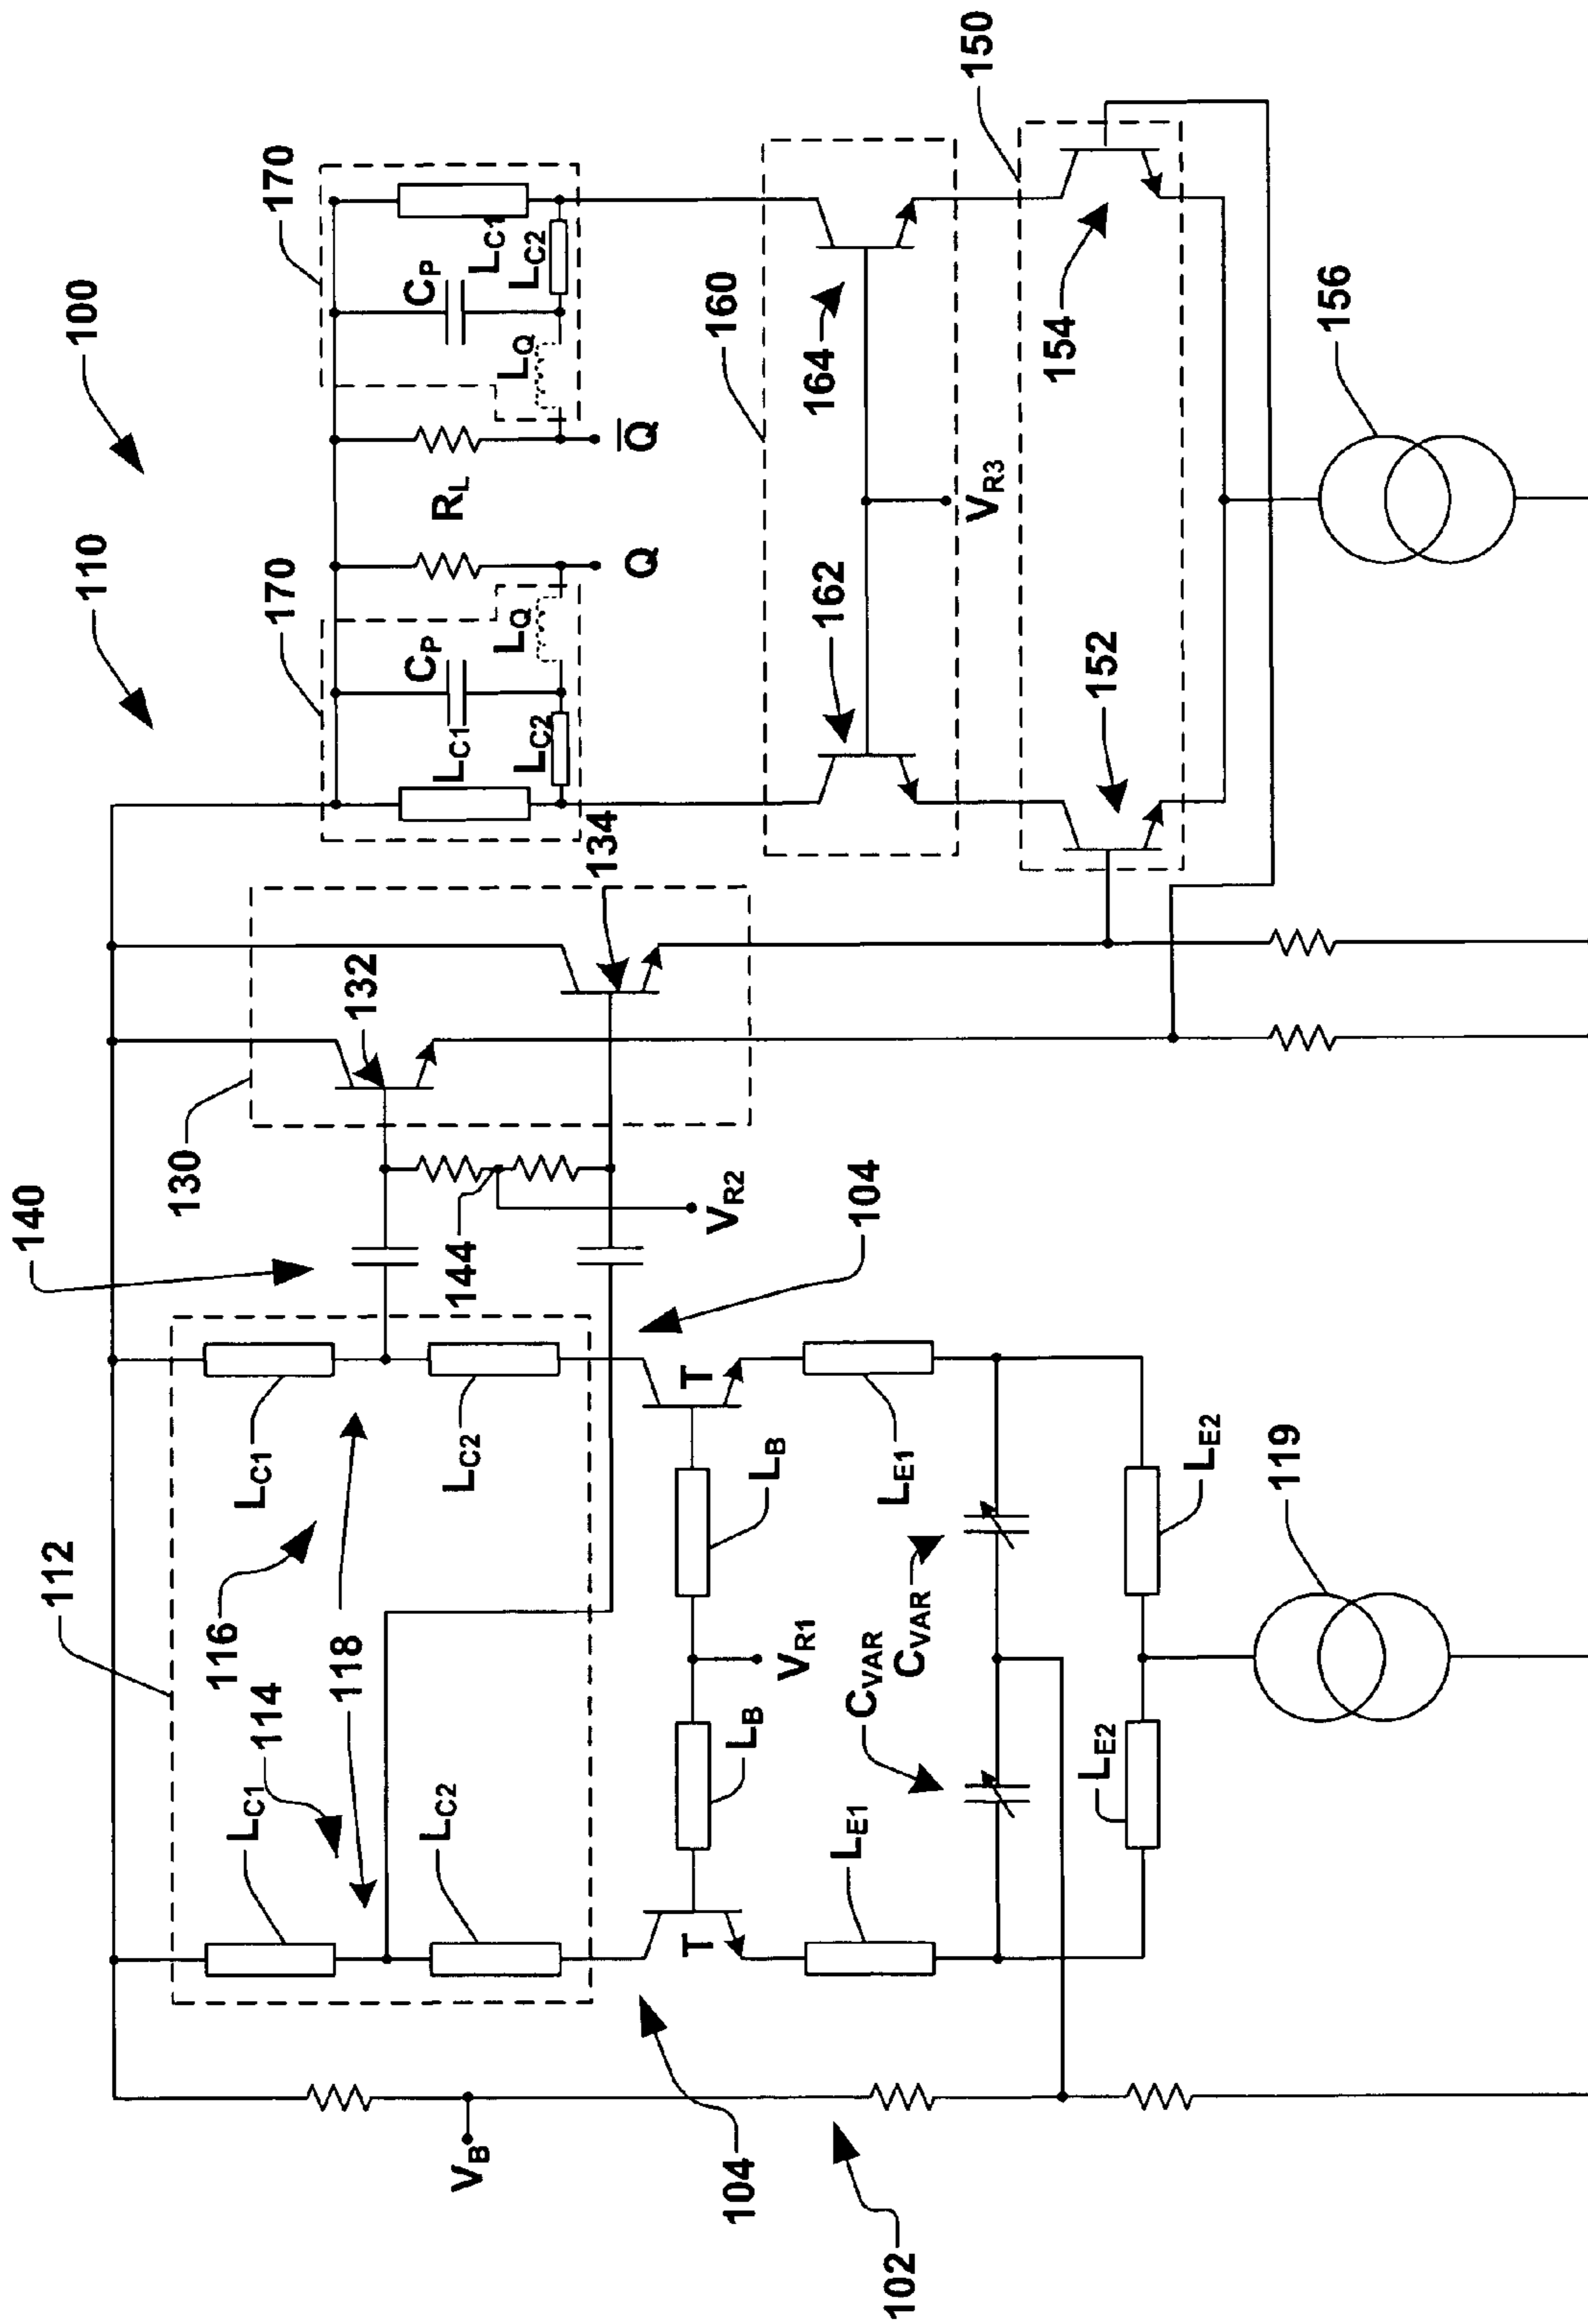 100
110
170
170
L_C1
C_P
L_C2
L_Q
R_L
Q
Q̅
L_Q
C_P
L_C1
L_C2
160
162
164
V_R3
150
152
154
156
130
132
134
140
144
V_R2
104
112
114
116
118
L_C1
L_C1
L_C2
L_C2
T
T
L_B
L_B
V_R1
L_E1
L_E1
C_VAR
C_VAR
L_E2
L_E2
119
V_B
104
102